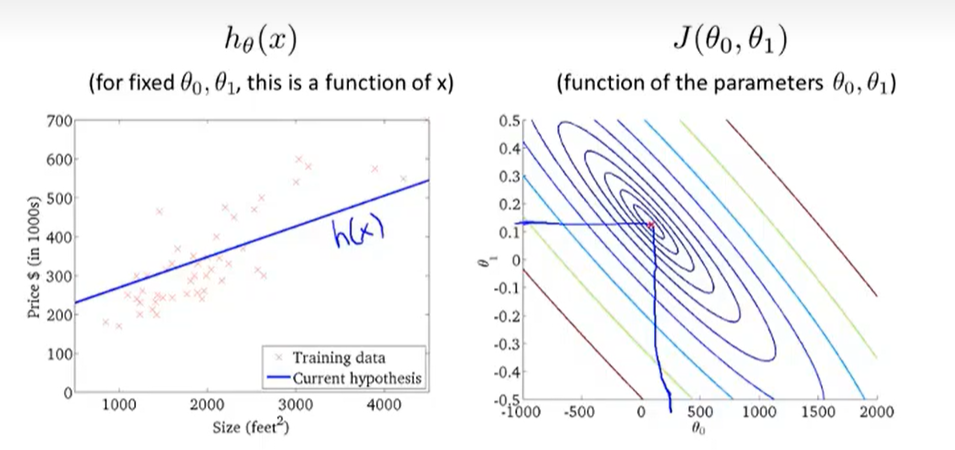 hθ(x)
(for fixed θ₀, θ₁, this is a function of x)
700
600
500
400
300
200
100
0
Price $ (in 1000s)
h(x)
× Training data
Current hypothesis
1000 2000 3000 4000
Size (feet²)
J(θ₀, θ₁)
(function of the parameters θ₀, θ₁)
0.5
0.4
0.3
0.2
0.1
0
-0.1
-0.2
-0.3
-0.4
-0.5
θ₁
-1000 -500 0 500 1000 1500 2000
θ₀